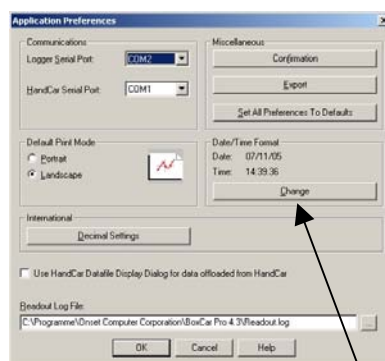 Application Preferences
Communications
Logger Serial Port:
COM2
HandCar Serial Port:
COM1
Miscellaneous
Confirmation
Export
Set All Preferences To Defaults
Default Print Mode
Portrait
Landscape
Date/Time Format
Date: 07/11/05
Time: 14.39.36
Change
International
Decimal Settings
Use HandCar Datafile Display Dialog for data offloaded from HandCar
Readout Log File:
C:\Programme\Onset Computer Corporation\BoxCar Pro 4.3\Readout.log
...
OK
Cancel
Help